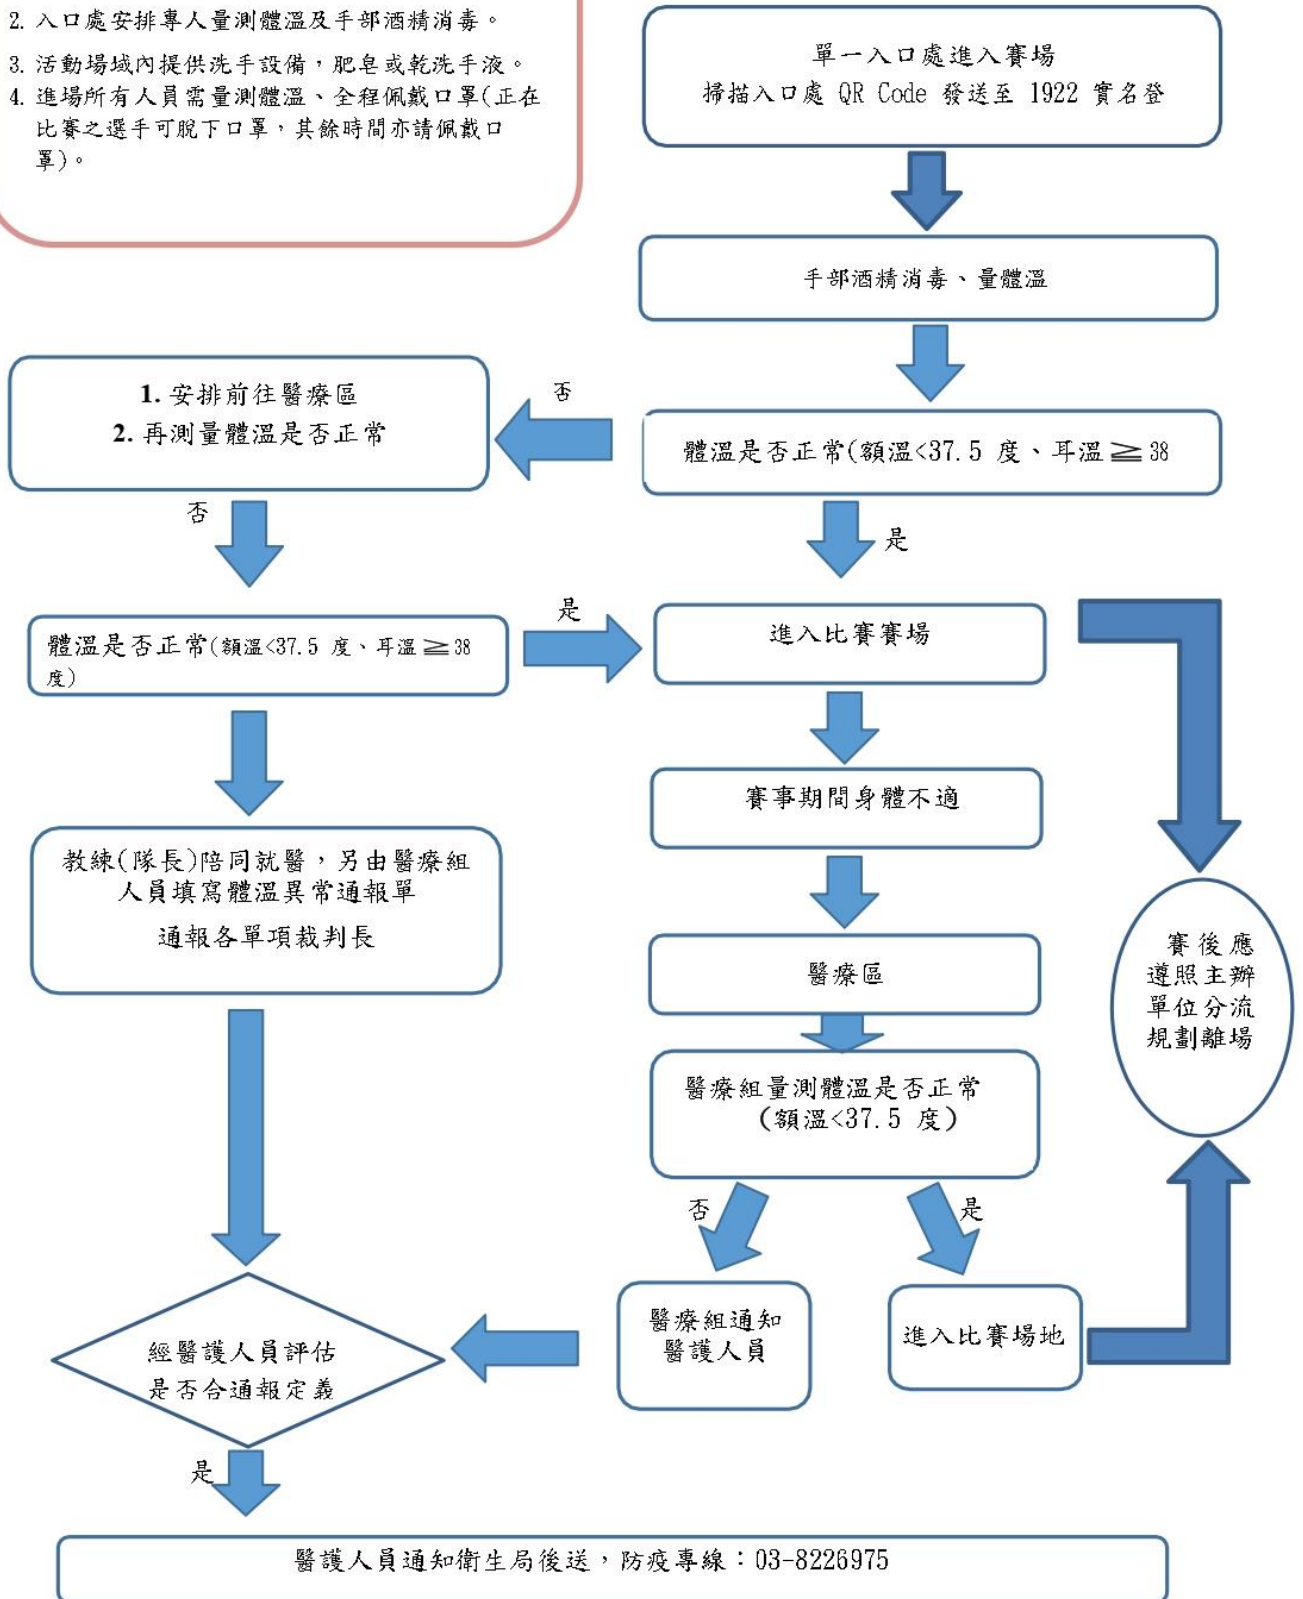 2. 入口處安排專人量測體溫及手部酒精消毒。
3. 活動場域內提供洗手設備，肥皂或乾洗手液。
4. 進場所有人員需量測體溫、全程佩戴口罩(正在
比賽之選手可脫下口罩，其餘時間亦請佩戴口
罩)。
單一入口處進入賽場
掃描入口處 QR Code 發送至 1922 實名登
手部酒精消毒、量體溫
體溫是否正常(額溫<37.5 度、耳溫≧38
否
1. 安排前往醫療區
2. 再測量體溫是否正常
否
是
體溫是否正常(額溫<37.5 度、耳溫≧38
度)
是
進入比賽賽場
賽事期間身體不適
教練(隊長)陪同就醫，另由醫療組
人員填寫體溫異常通報單
通報各單項裁判長
醫療區
賽後應
遵照主辦
單位分流
規劃離場
醫療組量測體溫是否正常
(額溫<37.5 度)
否
是
醫療組通知
醫護人員
進入比賽場地
經醫護人員評估
是否合通報定義
是
醫護人員通知衛生局後送，防疫專線：03-8226975